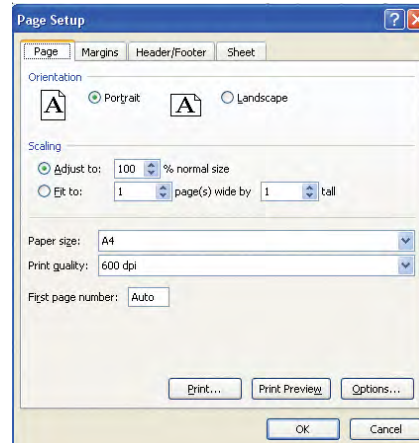 Page Setup
Page Margins Header/Footer Sheet
Orientation
A Portrait A Landscape
Scaling
Adjust to: 100 % normal size
Fit to: 1 page(s) wide by 1 tall
Paper size: A4
Print quality: 600 dpi
First page number: Auto
Print... Print Preview Options...
OK Cancel